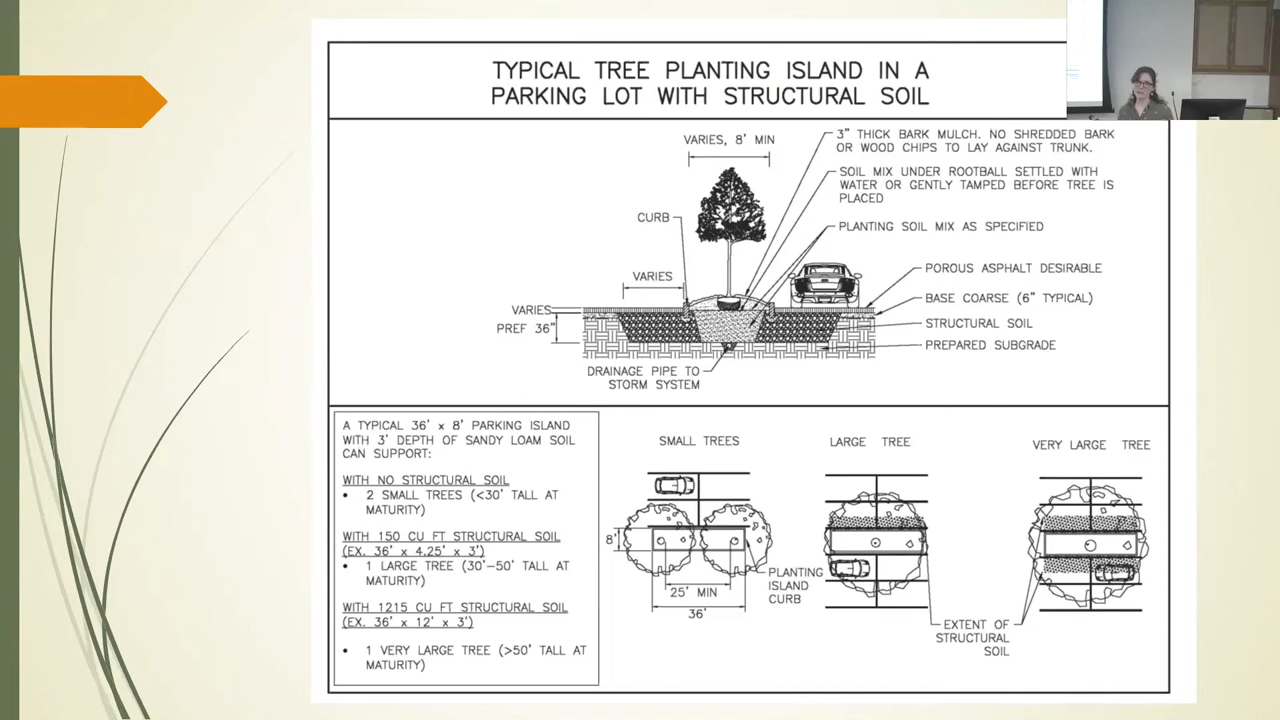 TYPICAL TREE PLANTING ISLAND IN A
PARKING LOT WITH STRUCTURAL SOIL
VARIES, 8' MIN
3" THICK BARK MULCH. NO SHREDDED BARK
OR WOOD CHIPS TO LAY AGAINST TRUNK.
SOIL MIX UNDER ROOTBALL SETTLED WITH
WATER OR GENTLY TAMPED BEFORE TREE IS
PLACED
CURB
PLANTING SOIL MIX AS SPECIFIED
VARIES
POROUS ASPHALT DESIRABLE
VARIES
BASE COARSE (6" TYPICAL)
PREF 36"
STRUCTURAL SOIL
PREPARED SUBGRADE
DRAINAGE PIPE TO
STORM SYSTEM
A TYPICAL 36' x 8' PARKING ISLAND
WITH 3' DEPTH OF SANDY LOAM SOIL
CAN SUPPORT:
WITH NO STRUCTURAL SOIL
• 2 SMALL TREES (<30' TALL AT
MATURITY)
WITH 150 CU FT STRUCTURAL SOIL
(EX. 36' x 4.25' x 3')
• 1 LARGE TREE (30'-50' TALL AT
MATURITY)
WITH 1215 CU FT STRUCTURAL SOIL
(EX. 36' x 12' x 3')
• 1 VERY LARGE TREE (>50' TALL AT
MATURITY)
SMALL TREES
LARGE TREE
VERY LARGE TREE
8'
25' MIN
36'
PLANTING
ISLAND
CURB
EXTENT OF
STRUCTURAL
SOIL